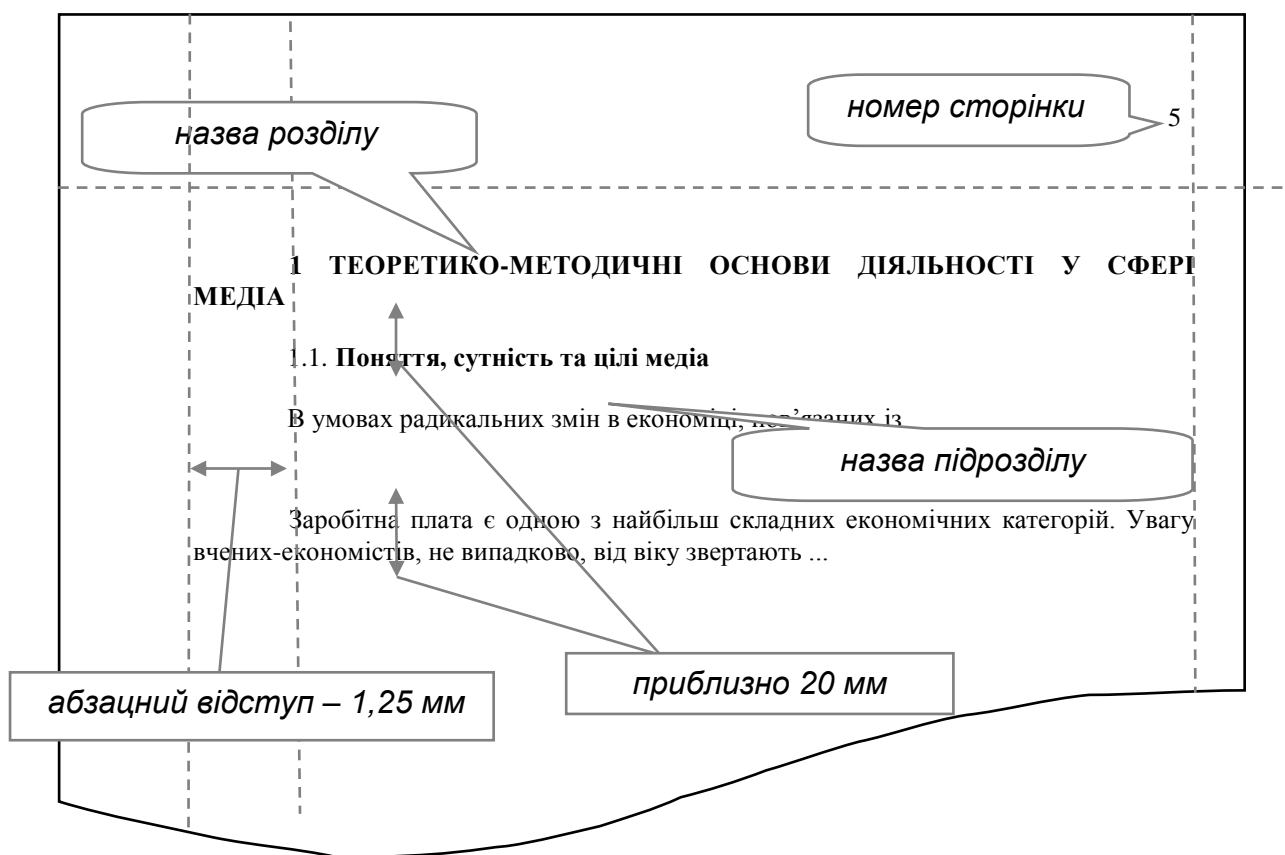 номер сторінки
5
назва розділу
1 ТЕОРЕТИКО-МЕТОДИЧНІ ОСНОВИ ДІЯЛЬНОСТІ У СФЕРІ
МЕДІА
1.1. Поняття, сутність та цілі медіа
В умовах радикальних змін в економіці, пов’язаних із
назва підрозділу
Заробітна плата є одною з найбільш складних економічних категорій. Увагу
вчених-економістів, не випадково, від віку звертають ...
приблизно 20 мм
абзацний відступ – 1,25 мм